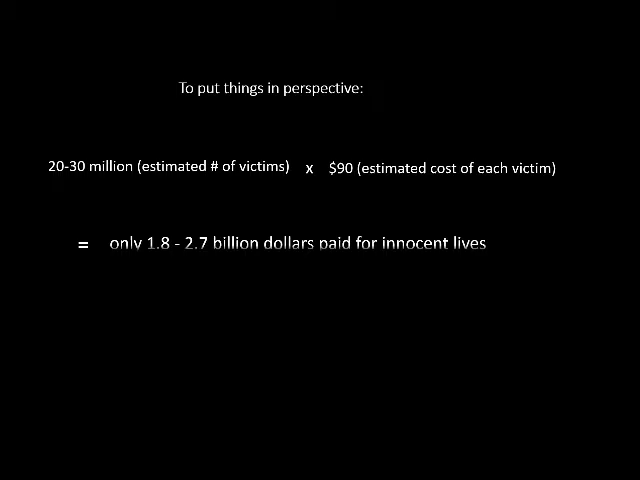 To put things in perspective:
20-30 million (estimated # of victims) x $90 (estimated cost of each victim)
= only 1.8 - 2.7 billion dollars paid for innocent lives